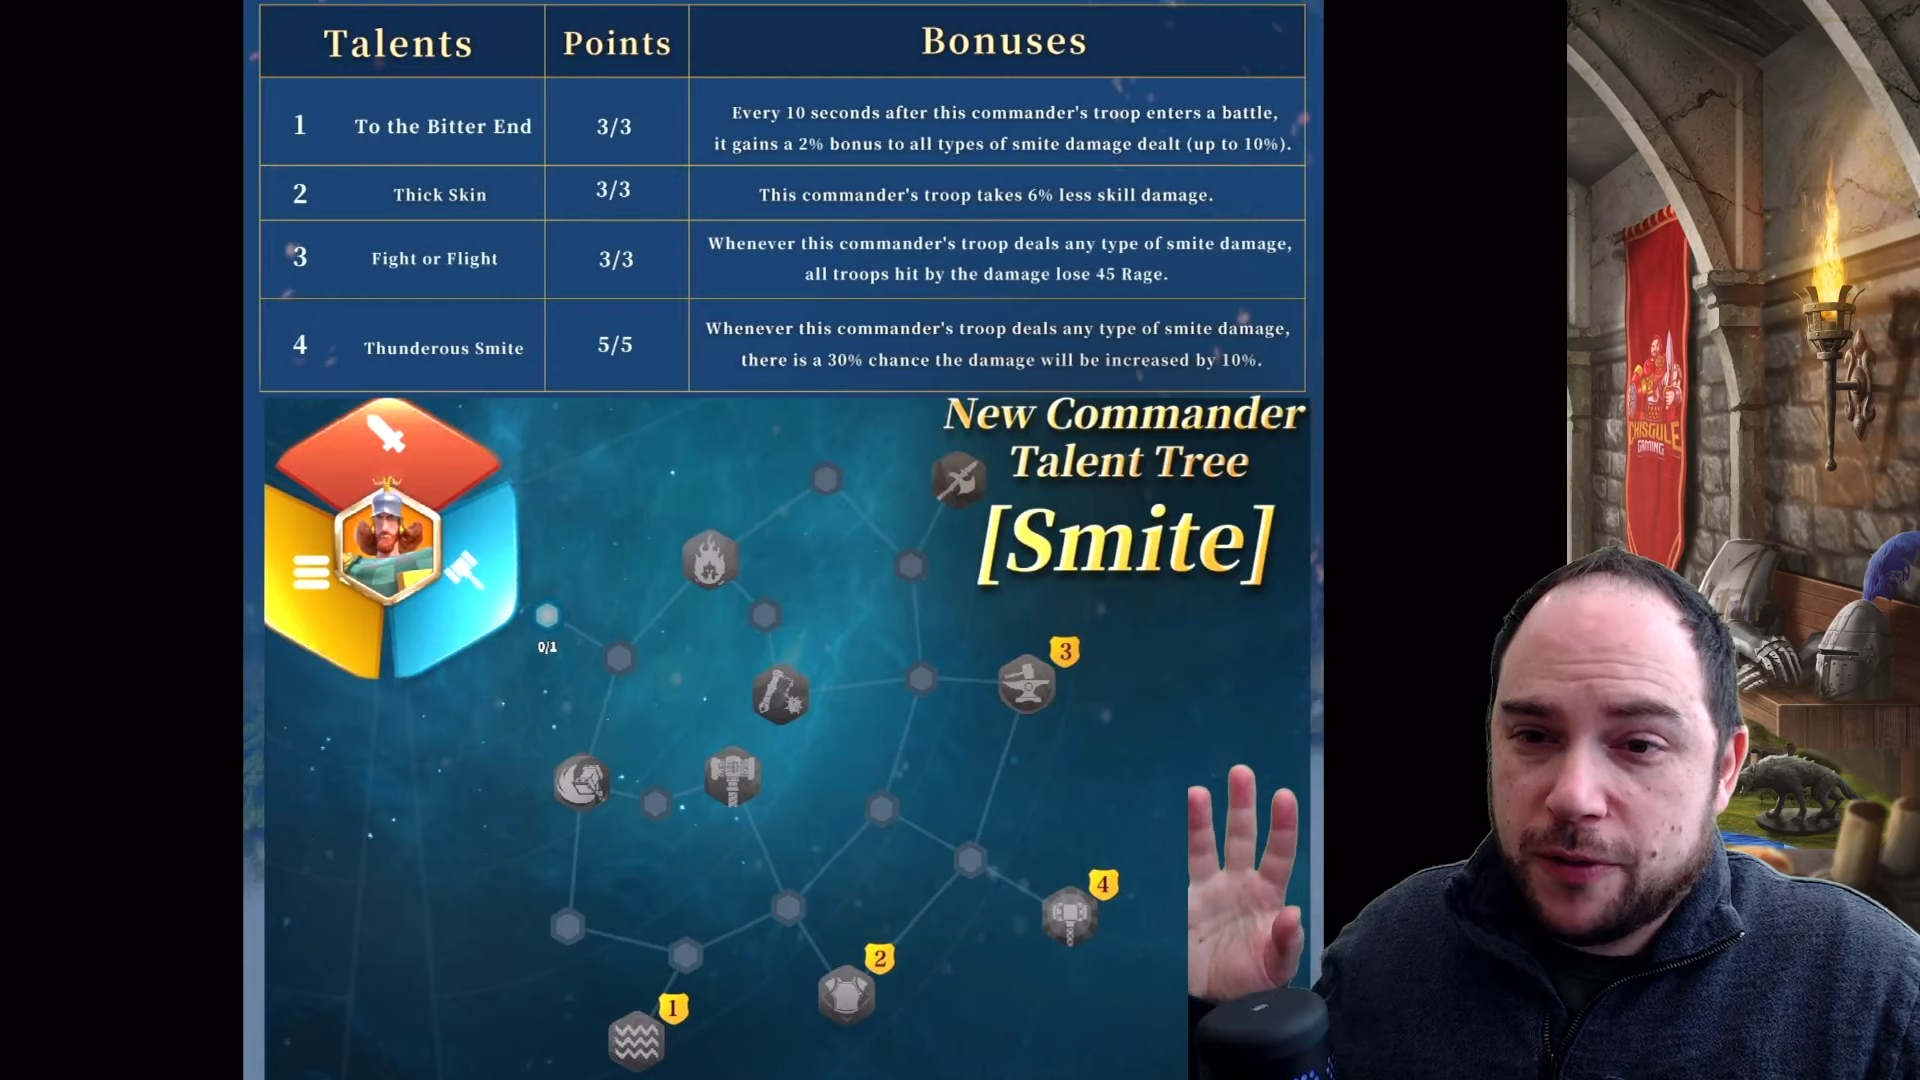 Talents
Points
Bonuses
1
To the Bitter End
3/3
Every 10 seconds after this commander's troop enters a battle,
it gains a 2% bonus to all types of smite damage dealt (up to 10%).
2
Thick Skin
3/3
This commander's troop takes 6% less skill damage.
3
Fight or Flight
3/3
Whenever this commander's troop deals any type of smite damage,
all troops hit by the damage lose 45 Rage.
4
Thunderous Smite
5/5
Whenever this commander's troop deals any type of smite damage,
there is a 30% chance the damage will be increased by 10%.
New Commander
Talent Tree
[Smite]
0/1
3
4
2
1
CHISGULE
GAMING